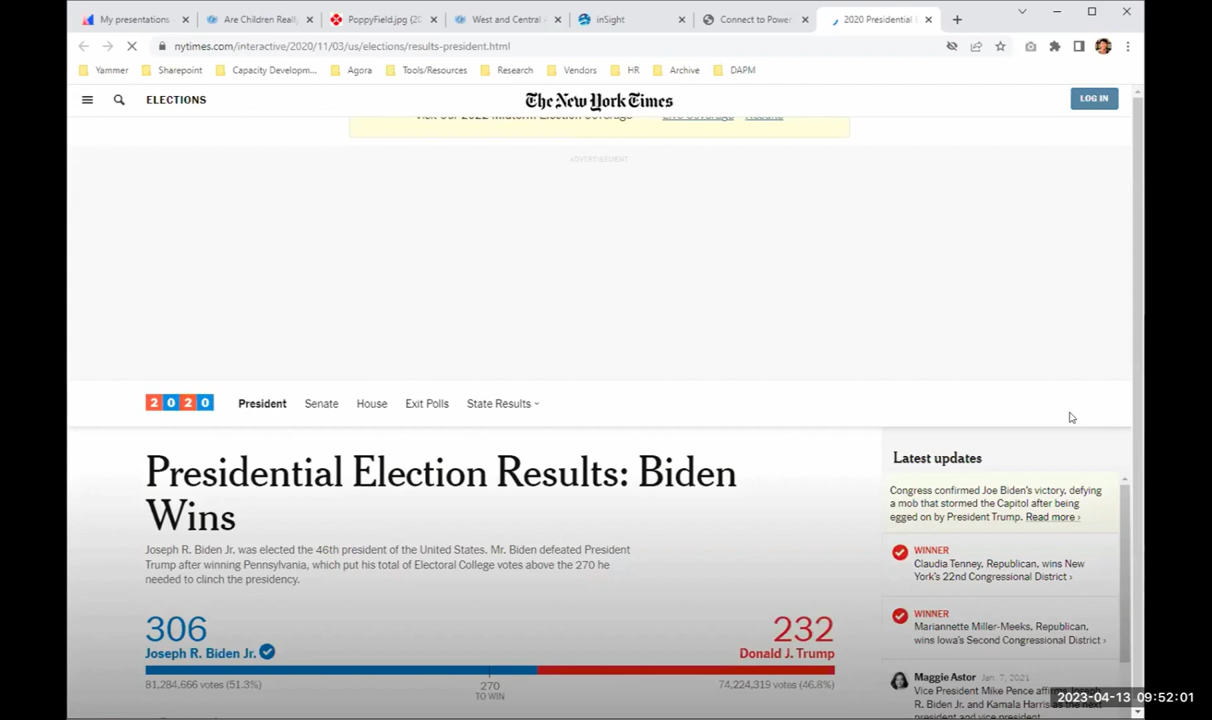 My presentations
Are Children Reall
PoppyField.jpg (2
West and Central
inSight
Connect to Power
2020 Presidential
nytimes.com/interactive/2020/11/03/us/elections/results-president.html
Yammer
Sharepoint
Capacity Developm...
Agora
Tools/Resources
Research
Vendors
HR
Archive
DAPM
ELECTIONS
The New York Times
LOG IN
Visit our 2022 Midterm Election Coverage Live Coverage Results
ADVERTISEMENT
2020
President
Senate
House
Exit Polls
State Results
Presidential Election Results: Biden
Wins
Joseph R. Biden Jr. was elected the 46th president of the United States. Mr. Biden defeated President
Trump after winning Pennsylvania, which put his total of Electoral College votes above the 270 he
needed to clinch the presidency.
306
232
Joseph R. Biden Jr.
Donald J. Trump
81,284,666 votes (51.3%)
270
TO WIN
74,224,319 votes (46.8%)
Latest updates
Congress confirmed Joe Biden's victory, defying
a mob that stormed the Capitol after being
egged on by President Trump. Read more ›
WINNER
Claudia Tenney, Republican, wins New
York's 22nd Congressional District ›
WINNER
Mariannette Miller-Meeks, Republican,
wins Iowa's Second Congressional District ›
Maggie Astor Jan. 7, 2021
Vice President Mike Pence affirms Joseph
R. Biden Jr. and Kamala Harris as the next
president and vice president
2023-04-13 09:52:01